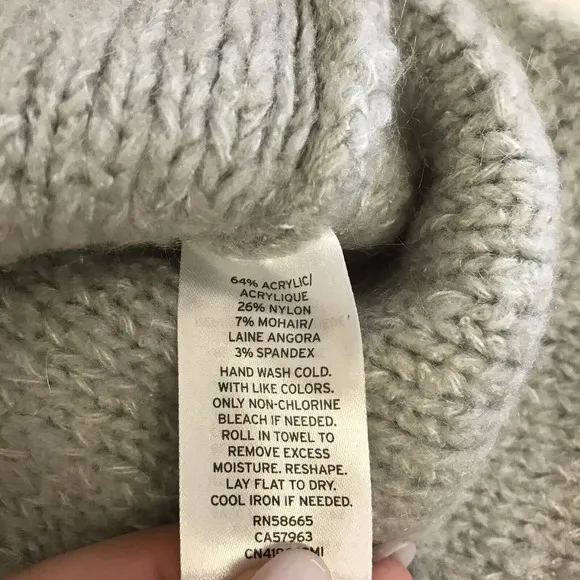 64% ACRYLIC/
ACRYLIQUE
26% NYLON
7% MOHAIR/
LAINE ANGORA
3% SPANDEX
HAND WASH COLD.
WITH LIKE COLORS.
ONLY NON-CHLORINE
BLEACH IF NEEDED.
ROLL IN TOWEL TO
REMOVE EXCESS
MOISTURE. RESHAPE.
LAY FLAT TO DRY.
COOL IRON IF NEEDED.
RN58665
CA57963